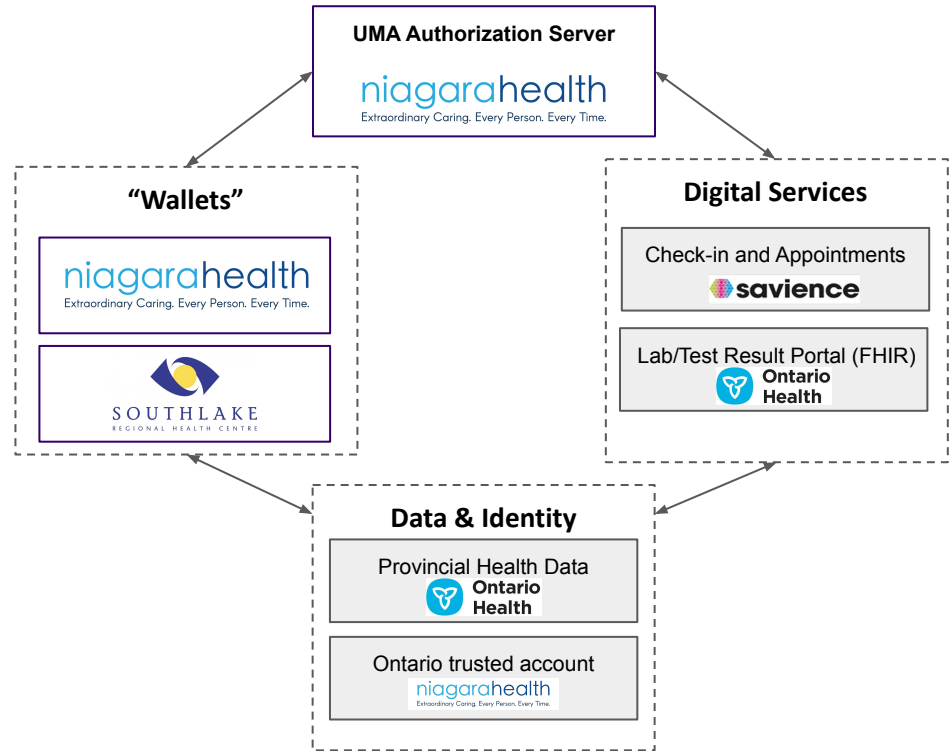 UMA Authorization Server
niagarahealth
Extraordinary Caring. Every Person. Every Time.
“Wallets”
niagarahealth
Extraordinary Caring. Every Person. Every Time.
SOUTHLAKE
REGIONAL HEALTH CENTRE
Digital Services
Check-in and Appointments
savience
Lab/Test Result Portal (FHIR)
Ontario
Health
Data & Identity
Provincial Health Data
Ontario
Health
Ontario trusted account
niagarahealth
Extraordinary Caring. Every Person. Every Time.